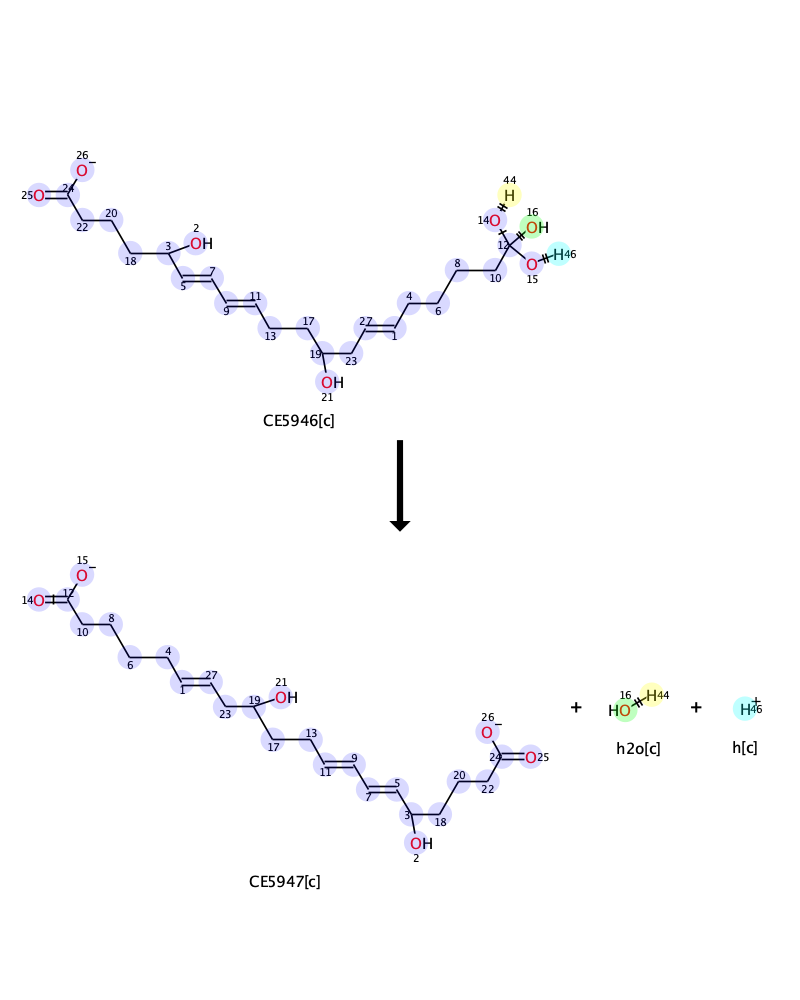 26
O−
44
H
25 O 24
2
OH
14 O
16
OH
22 20
3
12
H 46
18
O
15
5 7
8
10
9 11
4
6
13 17
27 1
19
23
OH
21
CE5946[c]
15
O−
14 O 12
10 8
6 4
1 27
21
OH
23 19
+
16
HO
H 44
+
+
H
46
26
O−
17 13
h2o[c]
h[c]
24 O 25
11 9
20
22
7 5
3 18
OH
2
CE5947[c]